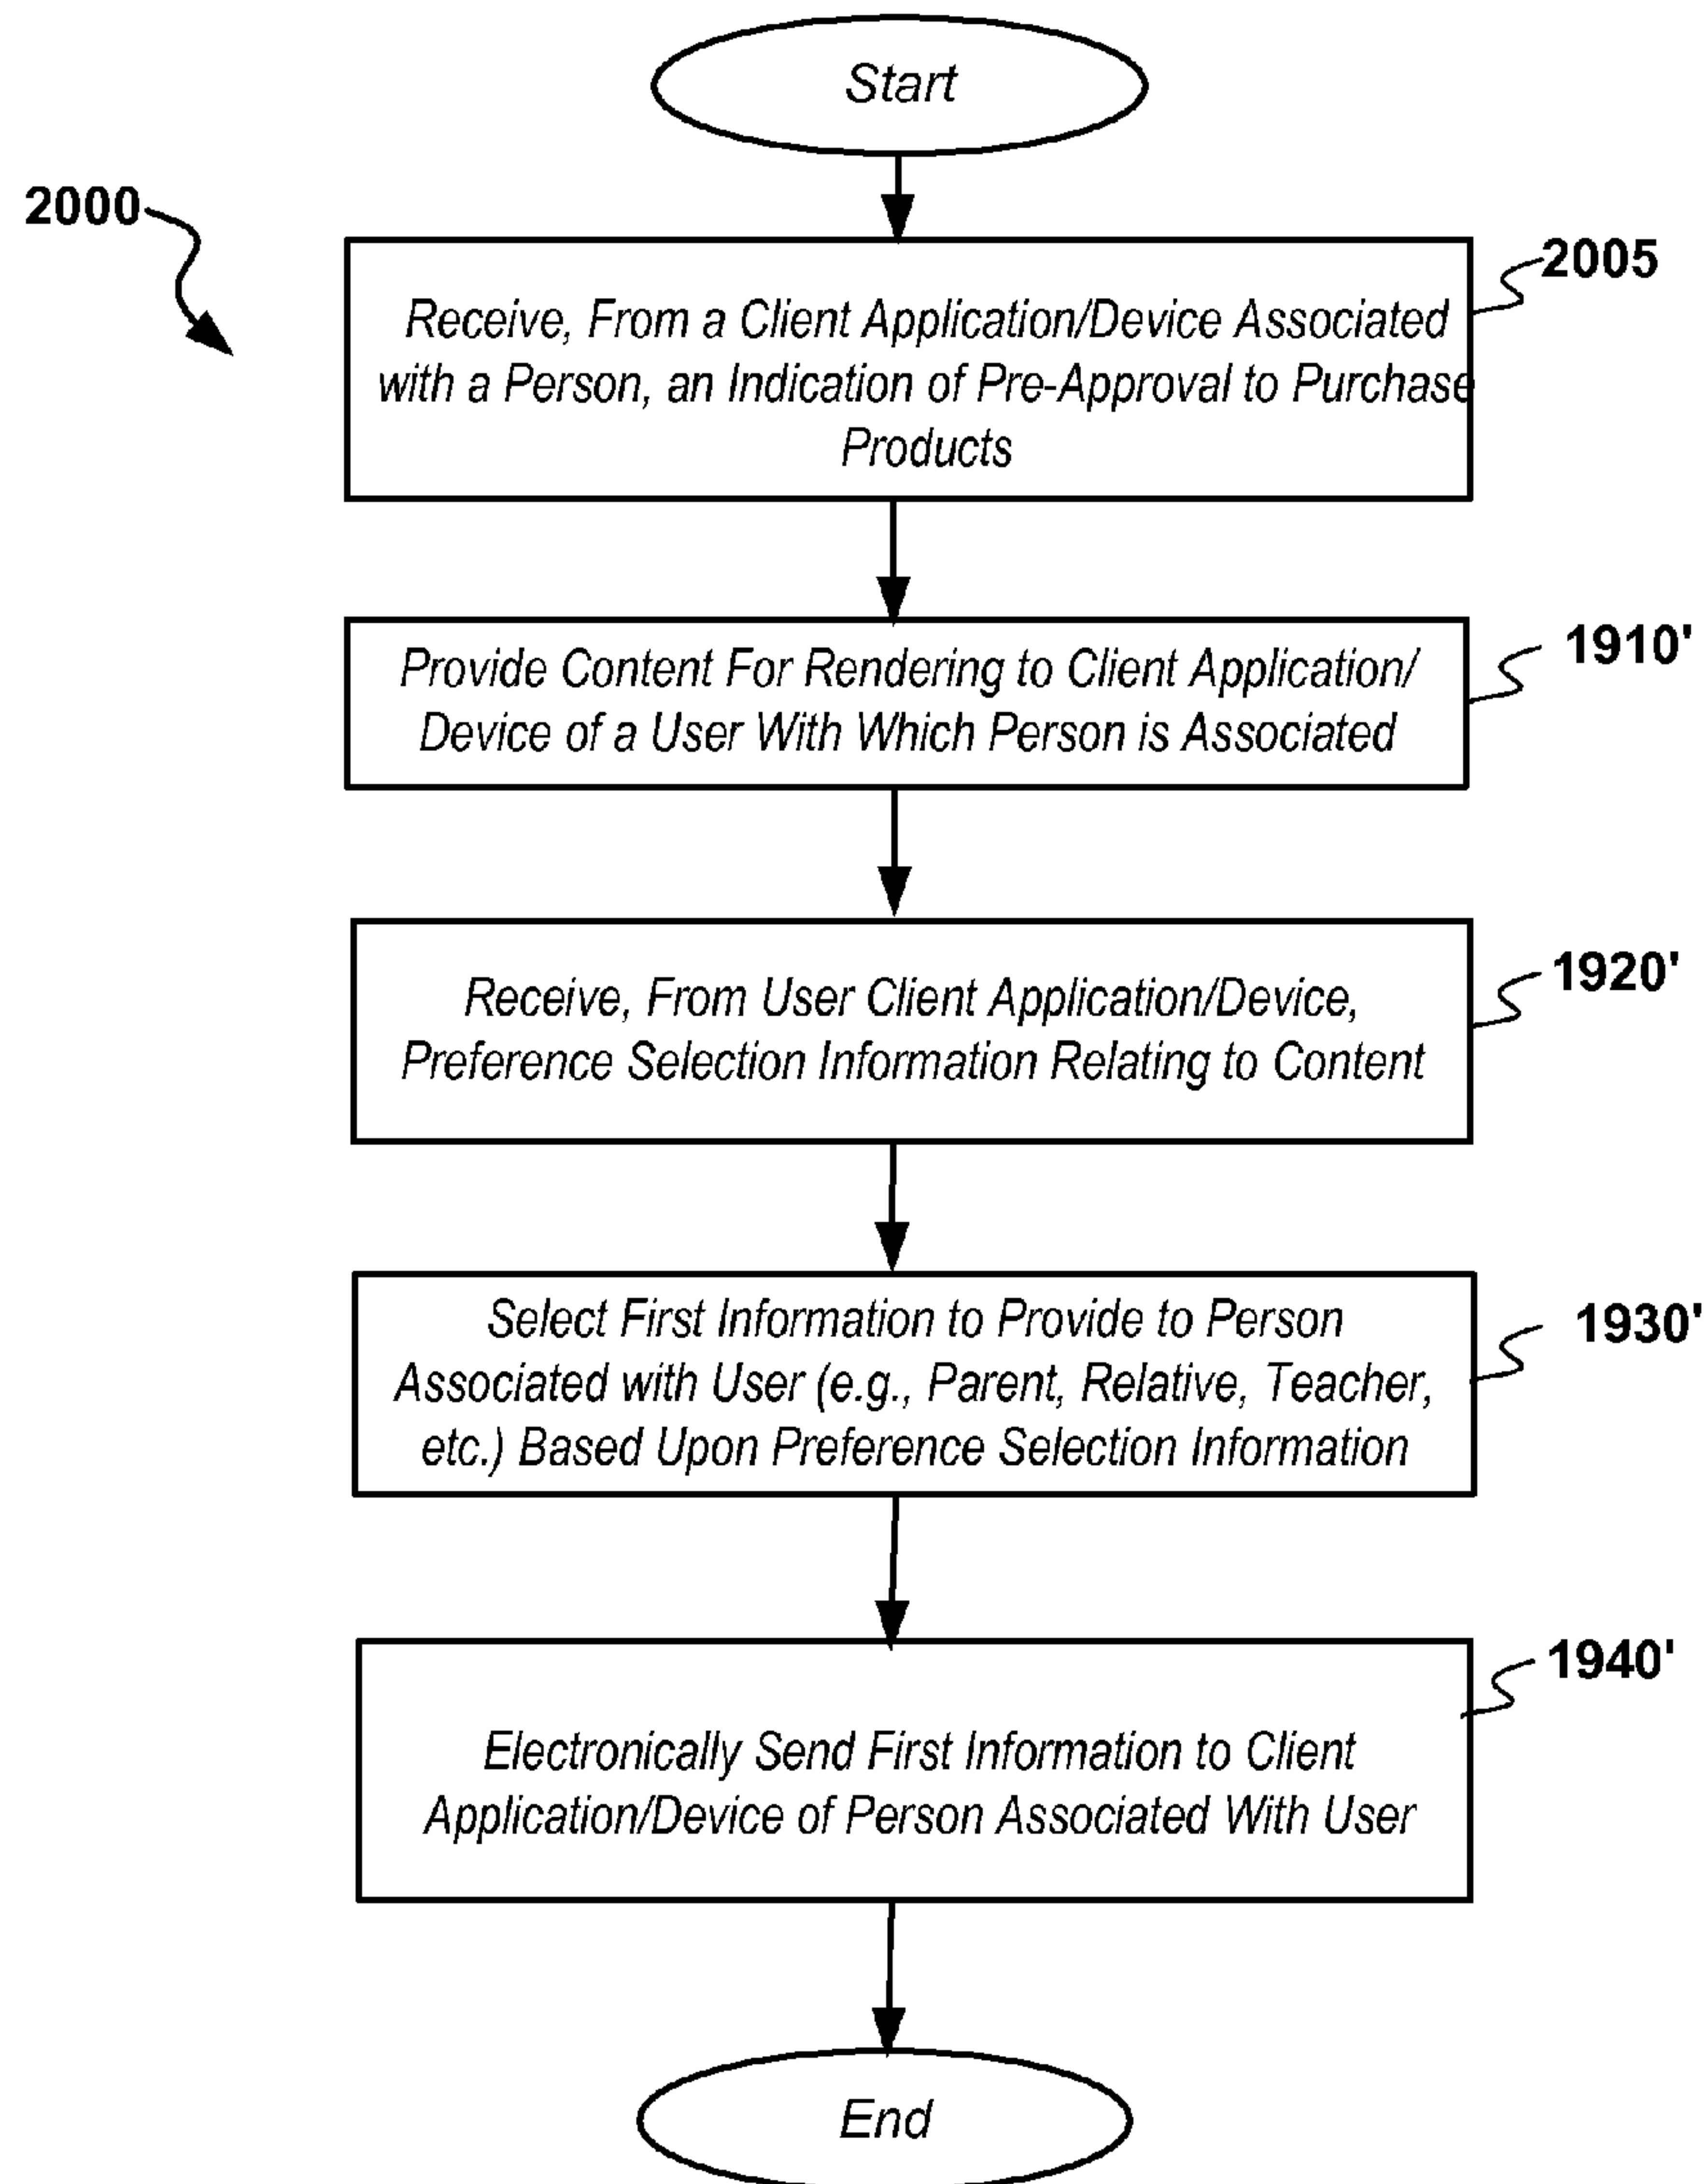 Start
2000
2005
Receive, From a Client Application/Device Associated
with a Person, an Indication of Pre-Approval to Purchase
Products
1910'
Provide Content For Rendering to Client Application/
Device of a User With Which Person is Associated
1920'
Receive, From User Client Application/Device,
Preference Selection Information Relating to Content
1930'
Select First Information to Provide to Person
Associated with User (e.g., Parent, Relative, Teacher,
etc.) Based Upon Preference Selection Information
1940'
Electronically Send First Information to Client
Application/Device of Person Associated With User
End